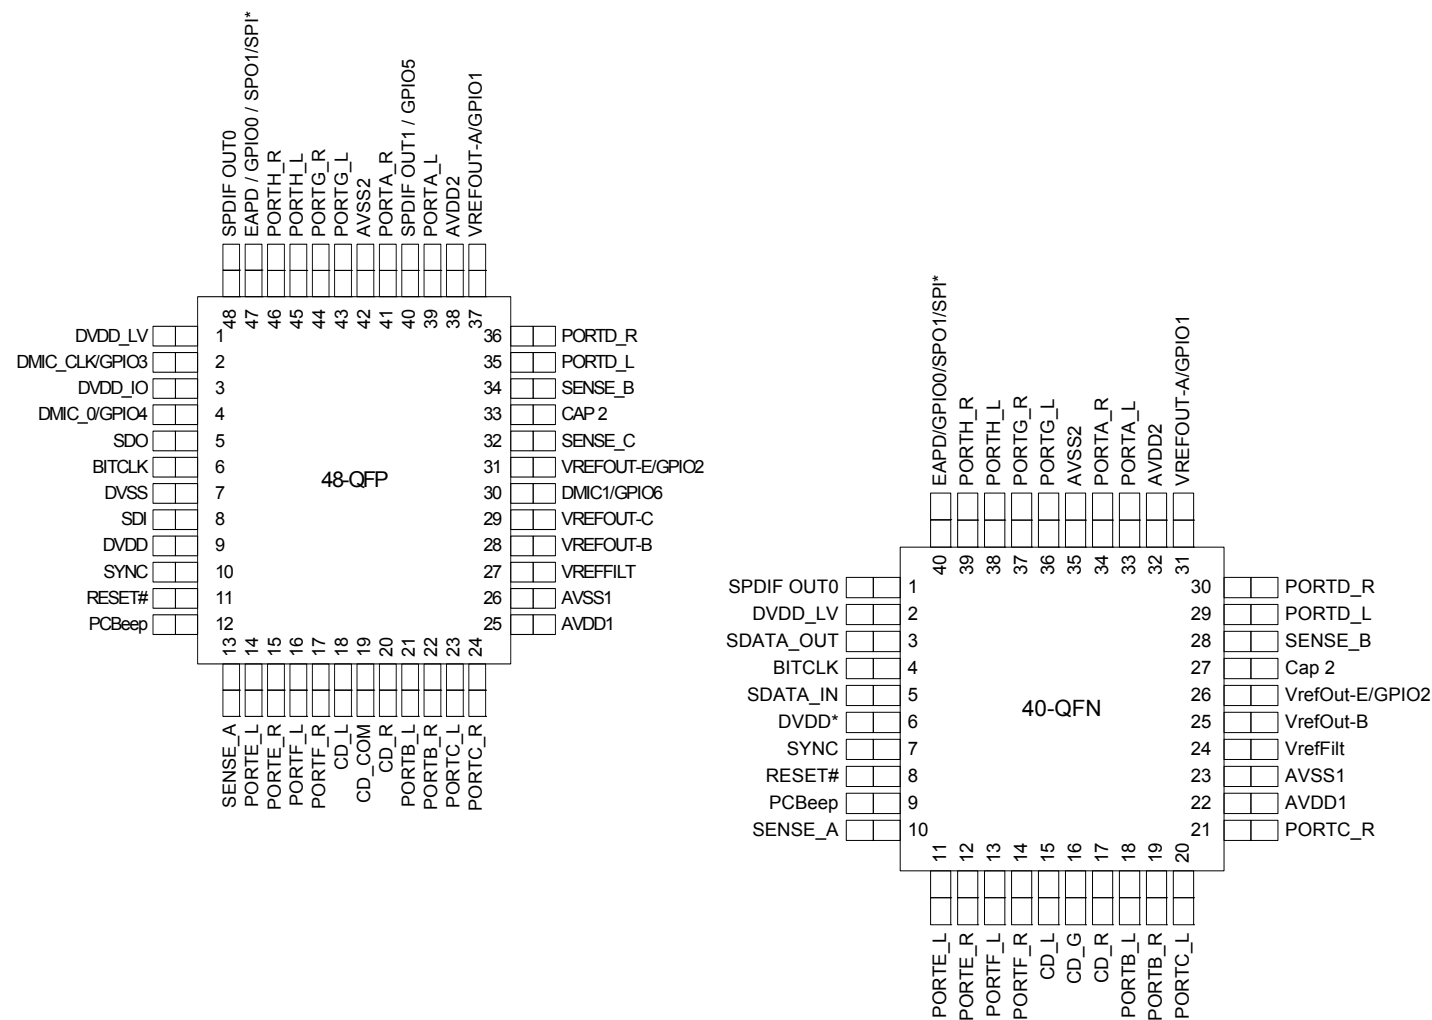 SPDIF OUT0
EAPD / GPIO0 / SPO1/SPI*
PORTH_R
PORTH_L
PORTG_R
PORTG_L
AVSS2
PORTA_R
SPDIF OUT1 / GPIO5
PORTA_L
AVDD2
VREFOUT-A/GPIO1
48
47
46
45
44
43
42
41
40
39
38
37
DVDD_LV 1
DMIC_CLK/GPIO3 2
DVDD_IO 3
DMIC_0/GPIO4 4
SDO 5
BITCLK 6
DVSS 7
SDI 8
DVDD 9
SYNC 10
RESET# 11
PCBeep 12
48-QFP
36 PORTD_R
35 PORTD_L
34 SENSE_B
33 CAP 2
32 SENSE_C
31 VREFOUT-E/GPIO2
30 DMIC1/GPIO6
29 VREFOUT-C
28 VREFOUT-B
27 VREFFILT
26 AVSS1
25 AVDD1
13
14
15
16
17
18
19
20
21
22
23
24
SENSE_A
PORTE_L
PORTE_R
PORTF_L
PORTF_R
CD_L
CD_COM
CD_R
PORTB_L
PORTB_R
PORTC_L
PORTC_R
EAPD/GPIO0/SPO1/SPI*
PORTH_R
PORTH_L
PORTG_R
PORTG_L
AVSS2
PORTA_R
PORTA_L
AVDD2
VREFOUT-A/GPIO1
40
39
38
37
36
35
34
33
32
31
SPDIF OUT0 1
DVDD_LV 2
SDATA_OUT 3
BITCLK 4
SDATA_IN 5
DVDD* 6
SYNC 7
RESET# 8
PCBeep 9
SENSE_A 10
40-QFN
30 PORTD_R
29 PORTD_L
28 SENSE_B
27 Cap 2
26 VrefOut-E/GPIO2
25 VrefOut-B
24 VrefFilt
23 AVSS1
22 AVDD1
21 PORTC_R
11
12
13
14
15
16
17
18
19
20
PORTE_L
PORTE_R
PORTF_L
PORTF_R
CD_L
CD_G
CD_R
PORTB_L
PORTB_R
PORTC_L